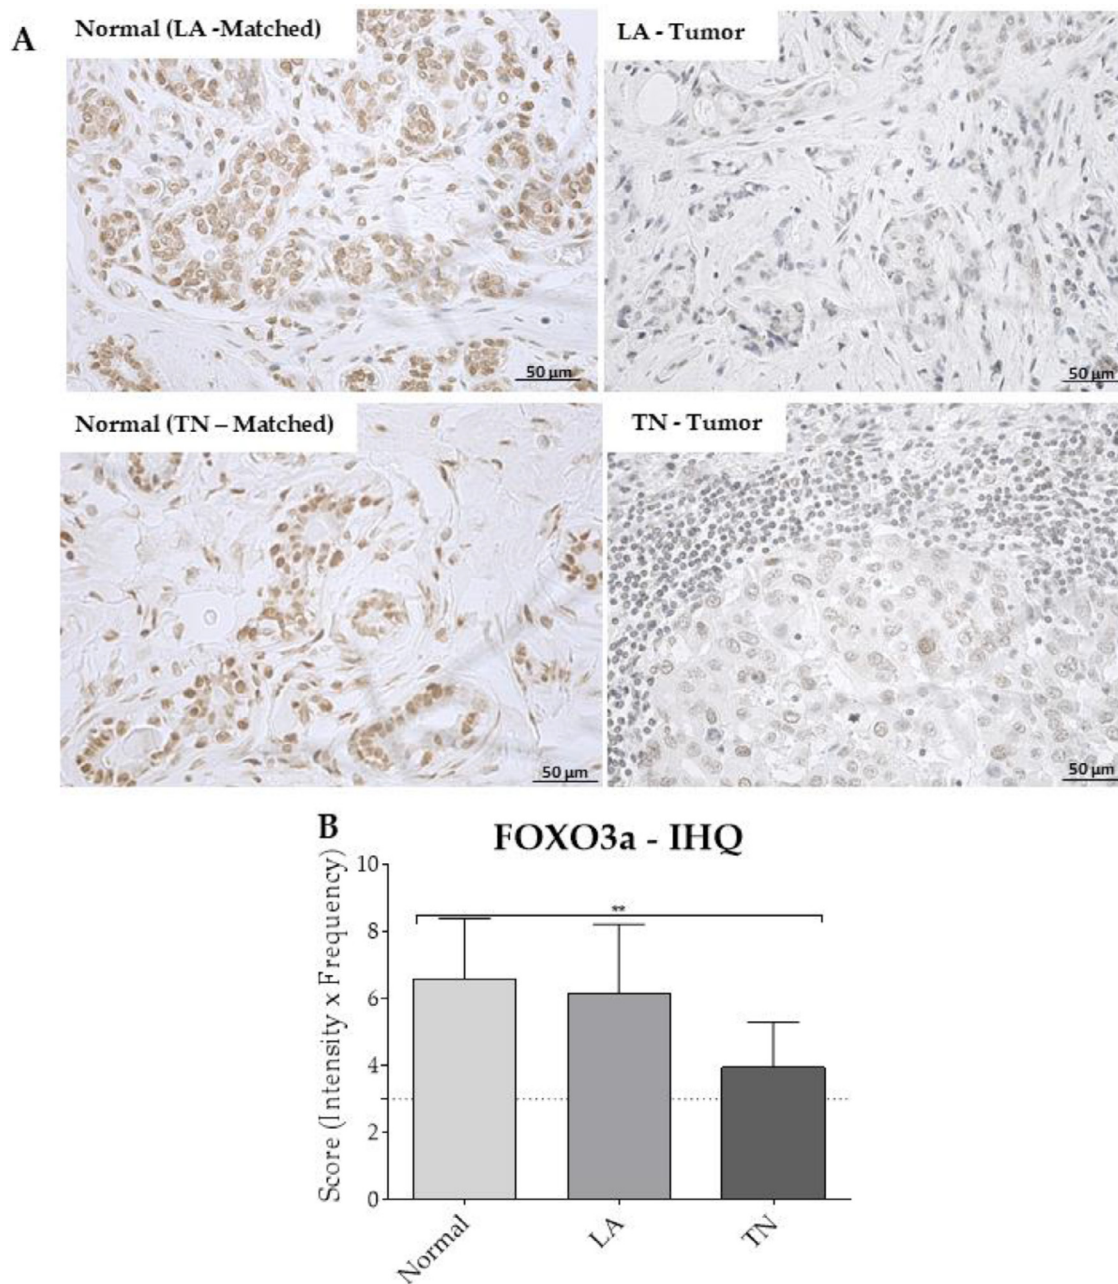 A
Normal (LA -Matched)
LA - Tumor
50 µm
50 µm
Normal (TN – Matched)
TN - Tumor
50 µm
50 µm
B
FOXO3a - IHQ
Score (Intensity x Frequency)
10
8
6
4
2
0
**
Normal
LA
TN